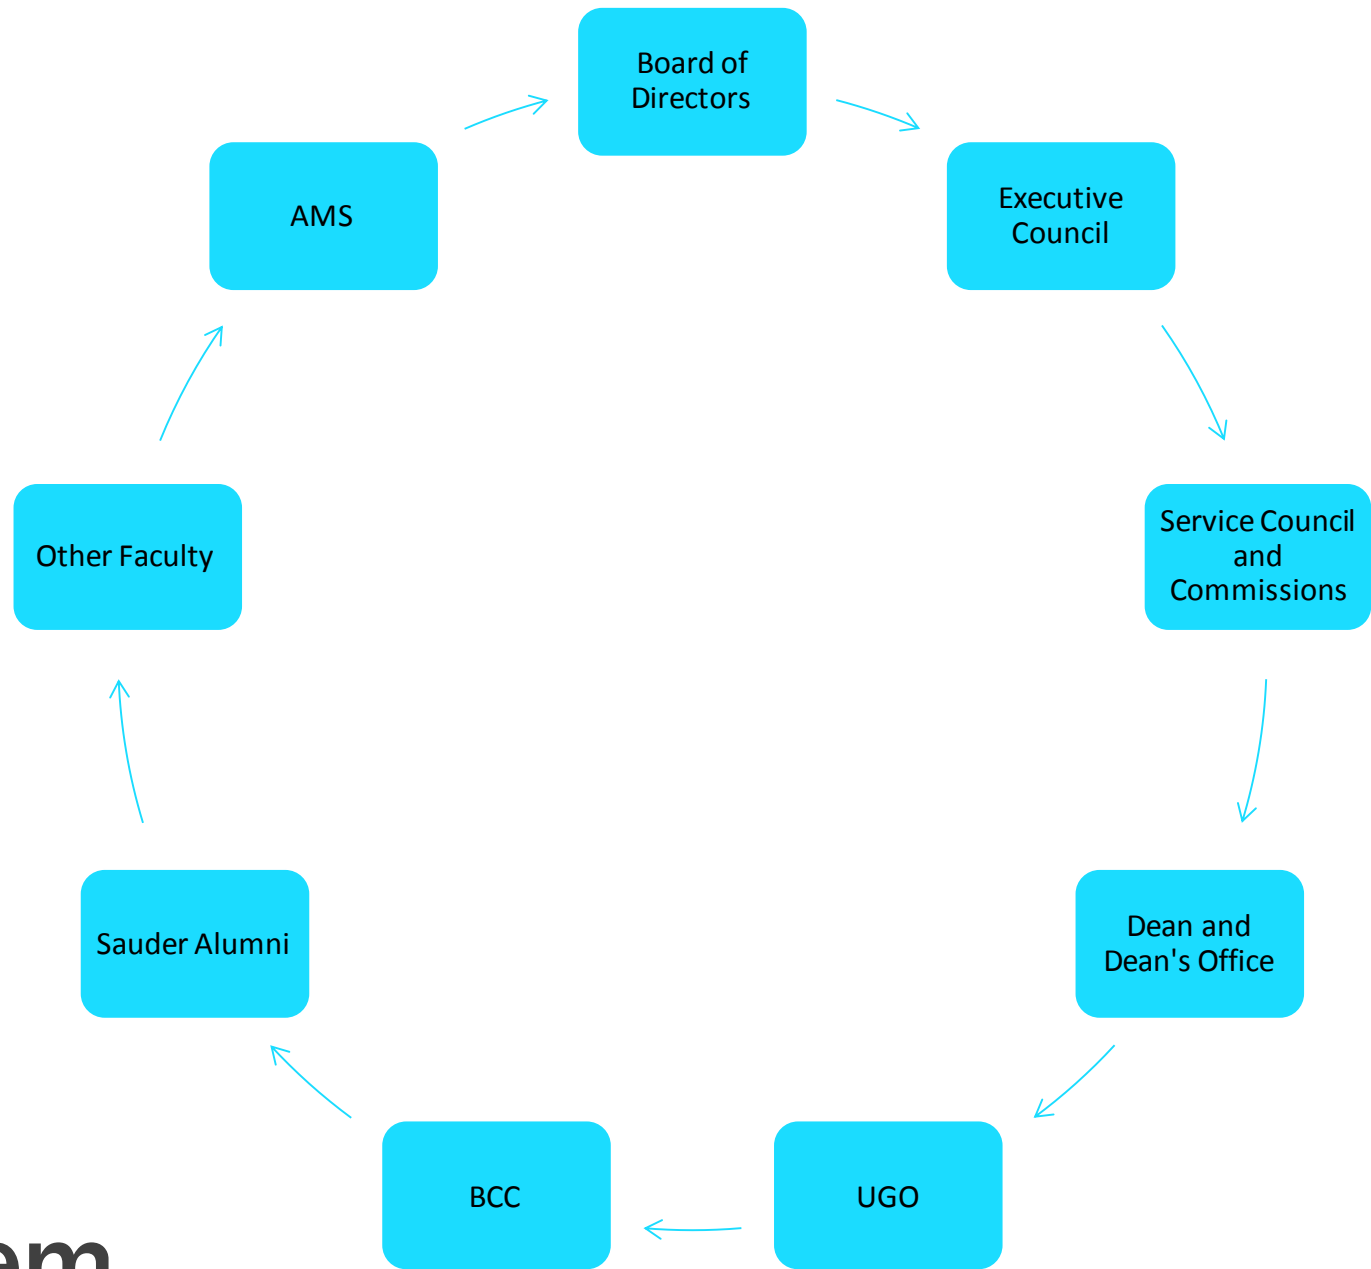 Board of
Directors
Executive
Council
Service Council
and
Commissions
Dean and
Dean's Office
UGO
BCC
Sauder Alumni
Other Faculty
AMS
em